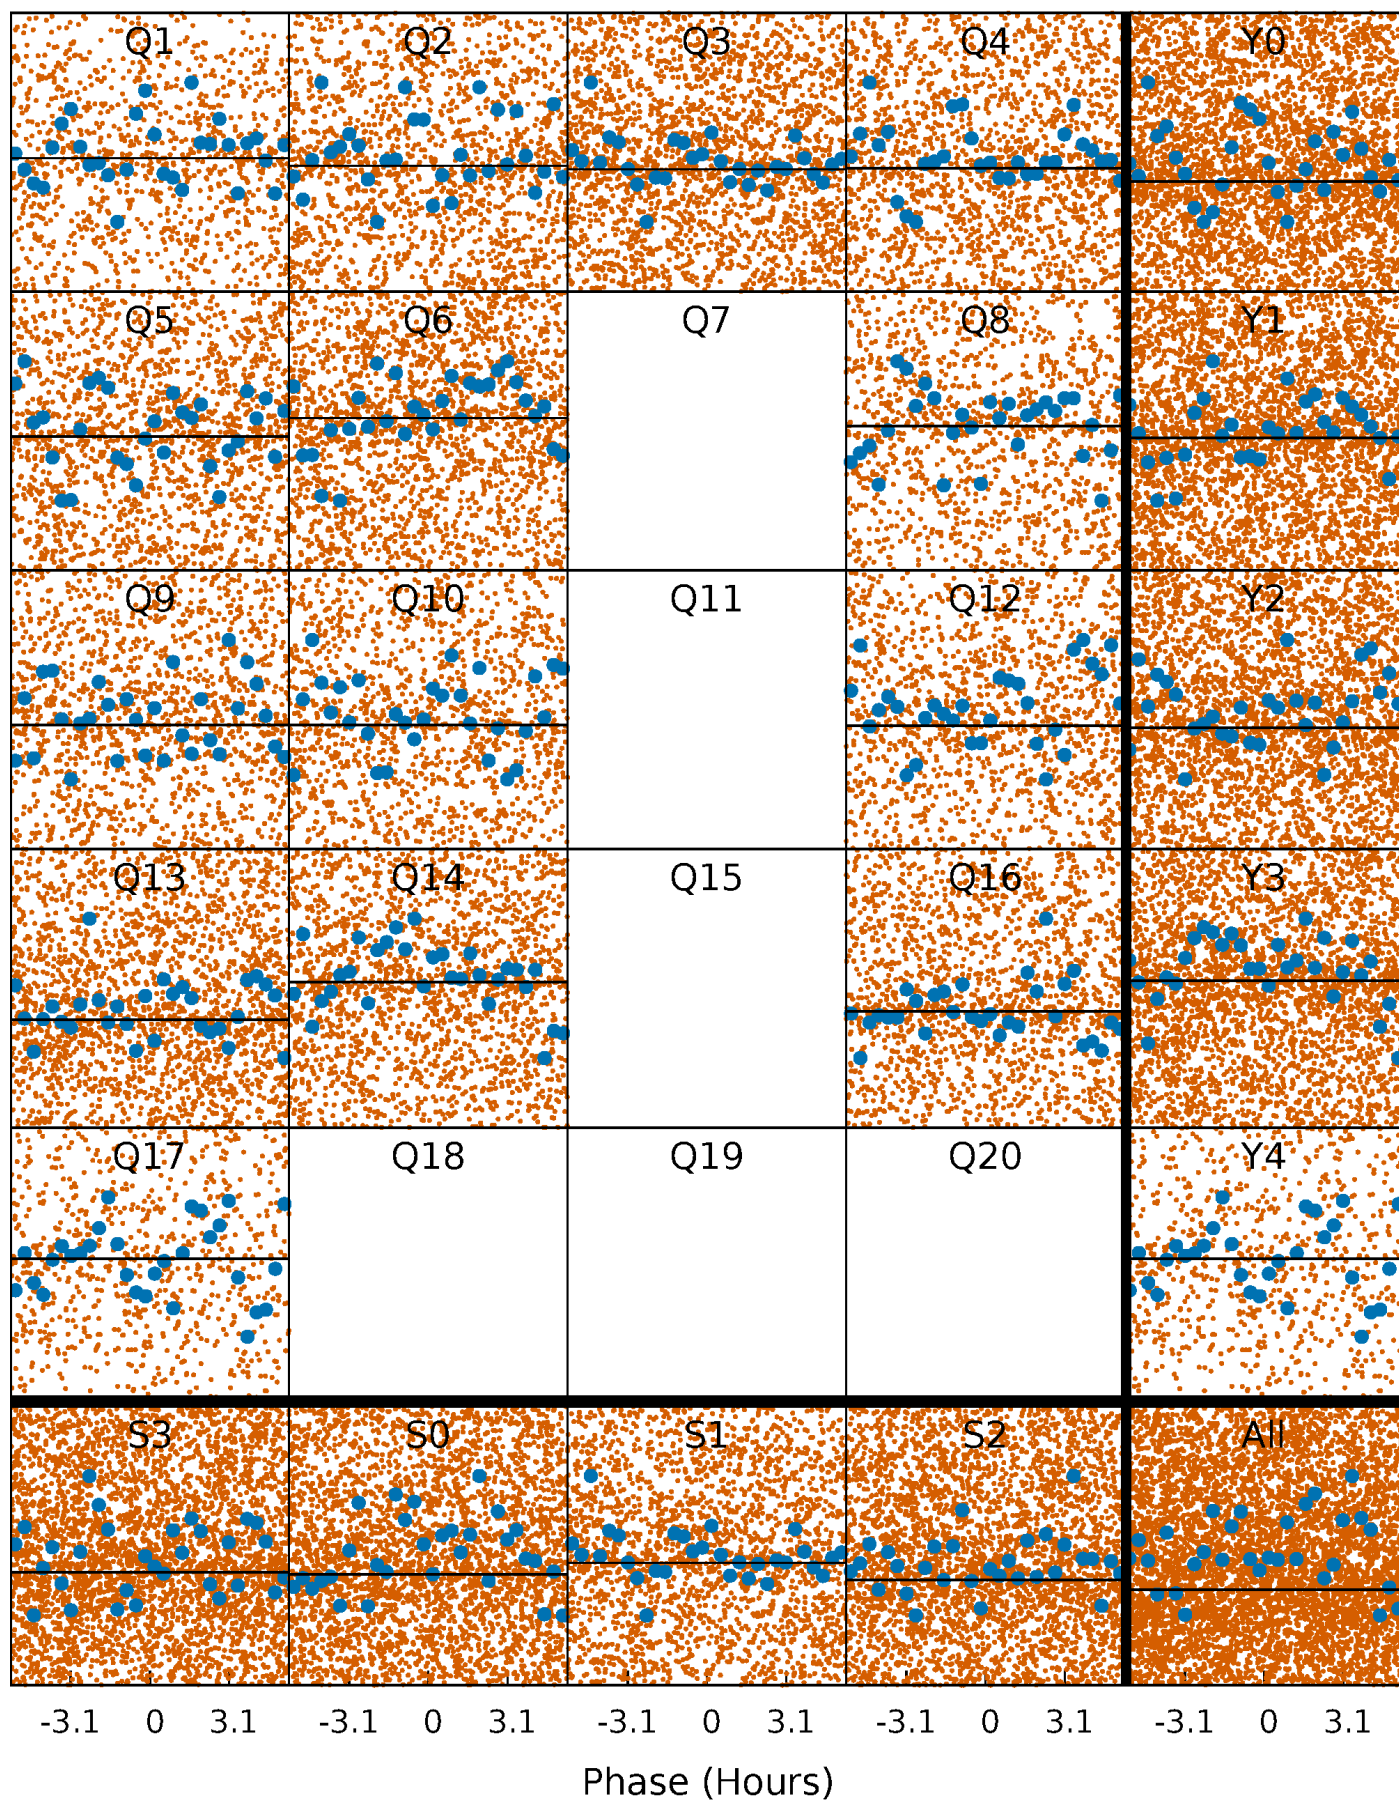 Q1 Q2 Q3 Q4 Y0
Q5 Q6 Q7 Q8 Y1
Q9 Q10 Q11 Q12 Y2
Q13 Q14 Q15 Q16 Y3
Q17 Q18 Q19 Q20 Y4
S3 S0 S1 S2 All
-3.1 0 3.1 -3.1 0 3.1 -3.1 0 3.1 -3.1 0 3.1 -3.1 0 3.1
Phase (Hours)